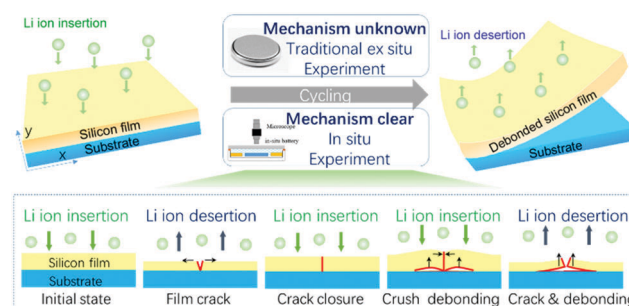 Li ion insertion
Silicon film
Substrate
y
x
Mechanism unknown
Traditional ex situ
Experiment
Cycling
Mechanism clear
In situ
Experiment
Microscope
in-situ battery
Li ion desertion
Debonded silicon film
Substrate
Li ion insertion
Li ion desertion
Li ion insertion
Li ion insertion
Li ion desertion
Silicon film
Substrate
Initial state
Film crack
Crack closure
Crush debonding
Crack & debonding